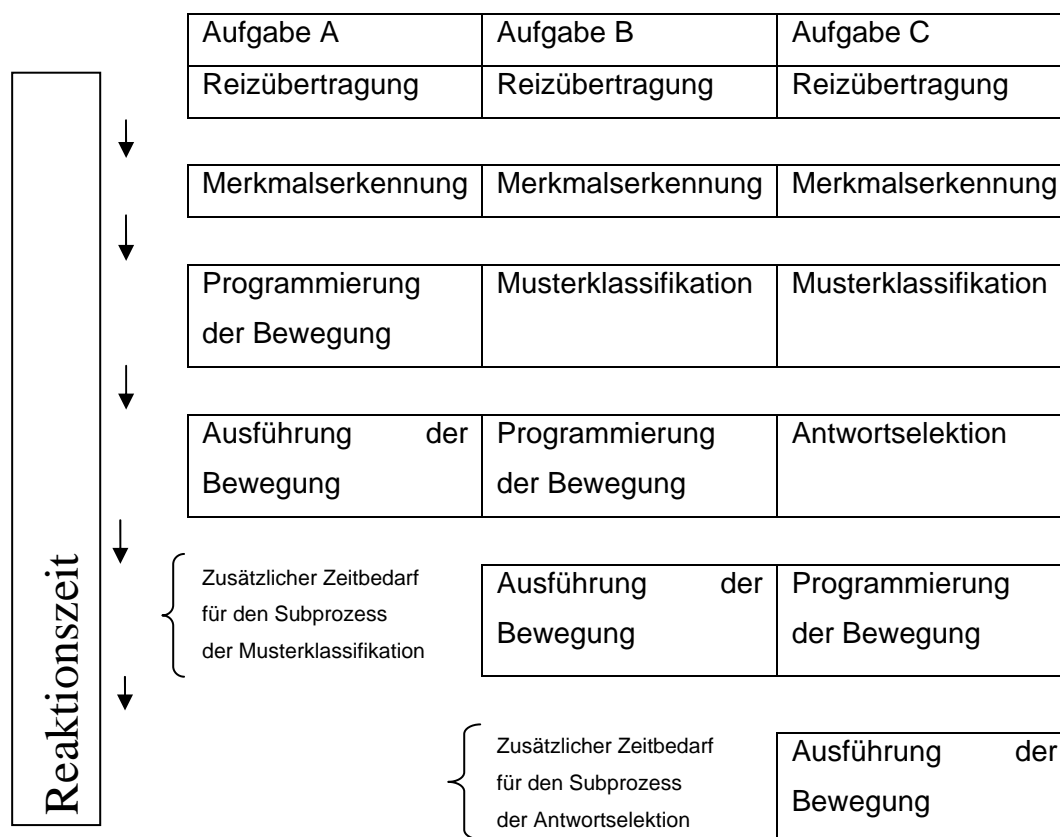 Aufgabe A Aufgabe B Aufgabe C
Reizübertragung Reizübertragung Reizübertragung
Merkmalserkennung Merkmalserkennung Merkmalserkennung
Programmierung Musterklassifikation Musterklassifikation
der Bewegung
Ausführung der Programmierung Antwortselektion
Bewegung der Bewegung
Zusätzlicher Zeitbedarf
für den Subprozess
der Musterklassifikation
Ausführung der Programmierung
Bewegung der Bewegung
Zusätzlicher Zeitbedarf
für den Subprozess
der Antwortselektion
Ausführung der
Bewegung
Reaktionszeit